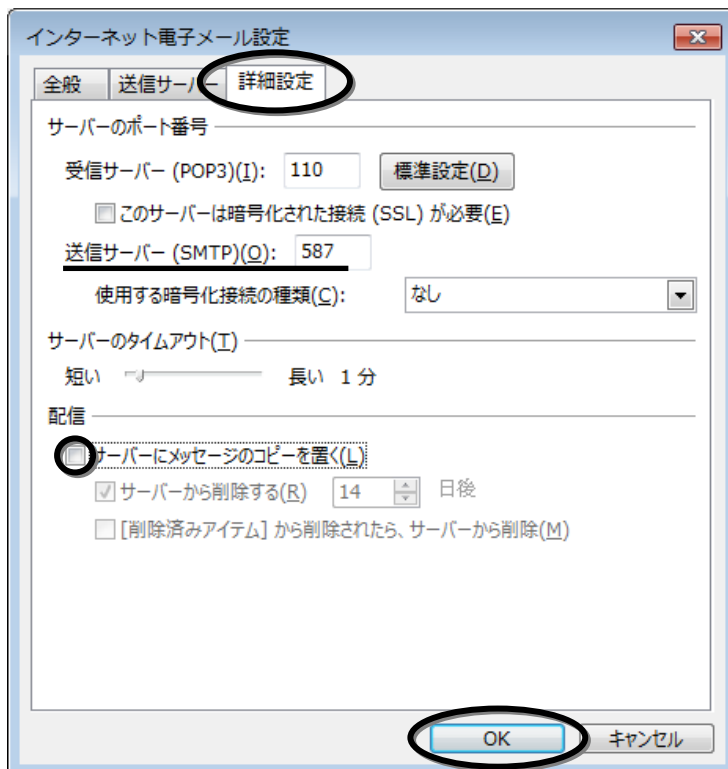 インターネット電子メール設定
全般 送信サーバー 詳細設定
サーバーのポート番号
受信サーバー (POP3)(I): 110 標準設定(D)
このサーバーは暗号化された接続 (SSL) が必要(E)
送信サーバー (SMTP)(O): 587
使用する暗号化接続の種類(C): なし
サーバーのタイムアウト(T)
短い 長い 1 分
配信
サーバーにメッセージのコピーを置く(L)
サーバーから削除する(R) 14 日後
[削除済みアイテム] から削除されたら、サーバーから削除(M)
OK キャンセル